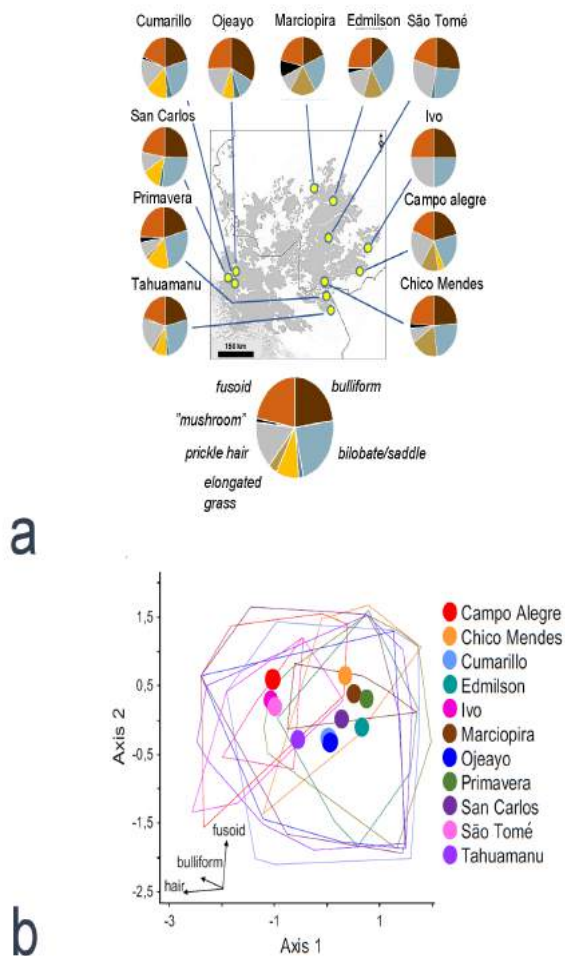 Cumarillo Ojeayo Marciopira Edmilson São Tomé
San Carlos Ivo
Primavera Campo alegre
Tahuamanu Chico Mendes
150 km
fusoid bulliform
"mushroom"
prickle hair bilobate/saddle
elongated
grass
a
1,5
0.5
-0.5
-1,5
-2,5
Axis 2
fusoid
bulliform
hair
-3 -1 1
Axis 1
Campo Alegre
Chico Mendes
Cumarillo
Edmilson
Ivo
Marciopira
Ojeayo
Primavera
San Carlos
São Tomé
Tahuamanu
b